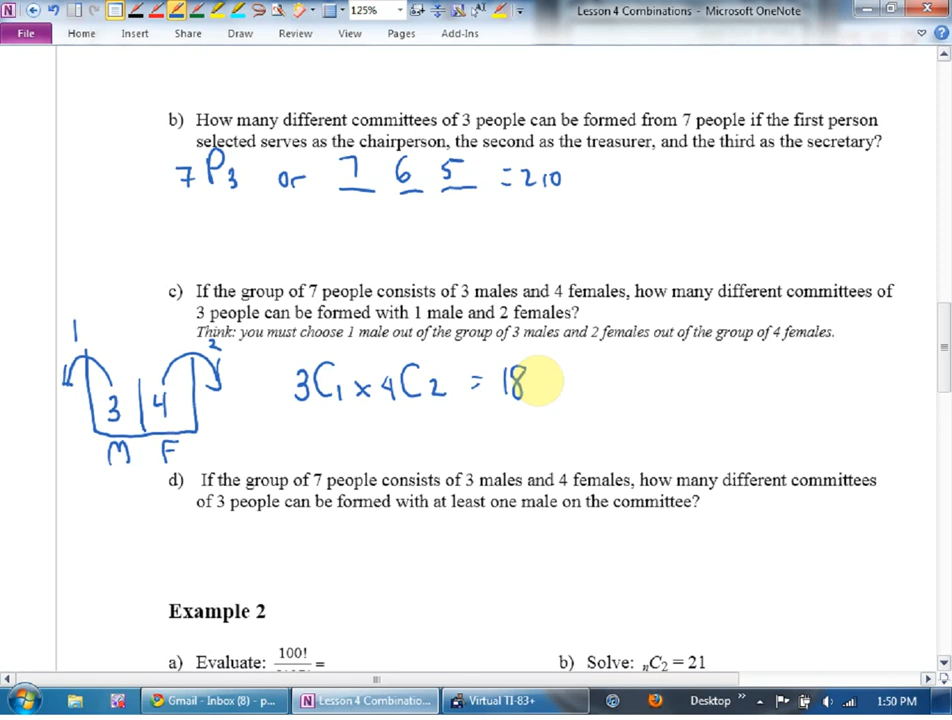 125%
Lesson 4 Combinations - Microsoft OneNote
File Home Insert Share Draw Review View Pages Add-Ins
b) How many different committees of 3 people can be formed from 7 people if the first person
selected serves as the chairperson, the second as the treasurer, and the third as the secretary?
7P3 or 7 6 5 = 210
c) If the group of 7 people consists of 3 males and 4 females, how many different committees of
3 people can be formed with 1 male and 2 females?
Think: you must choose 1 male out of the group of 3 males and 2 females out of the group of 4 females.
1 2
3C1 x 4C2 = 18
3 4
M F
d) If the group of 7 people consists of 3 males and 4 females, how many different committees
of 3 people can be formed with at least one male on the committee?
Example 2
a) Evaluate: 100! =
b) Solve: nC2 = 21
Gmail - Inbox (8) - p... Lesson 4 Combinatio... Virtual TI-83+ Desktop 1:50 PM